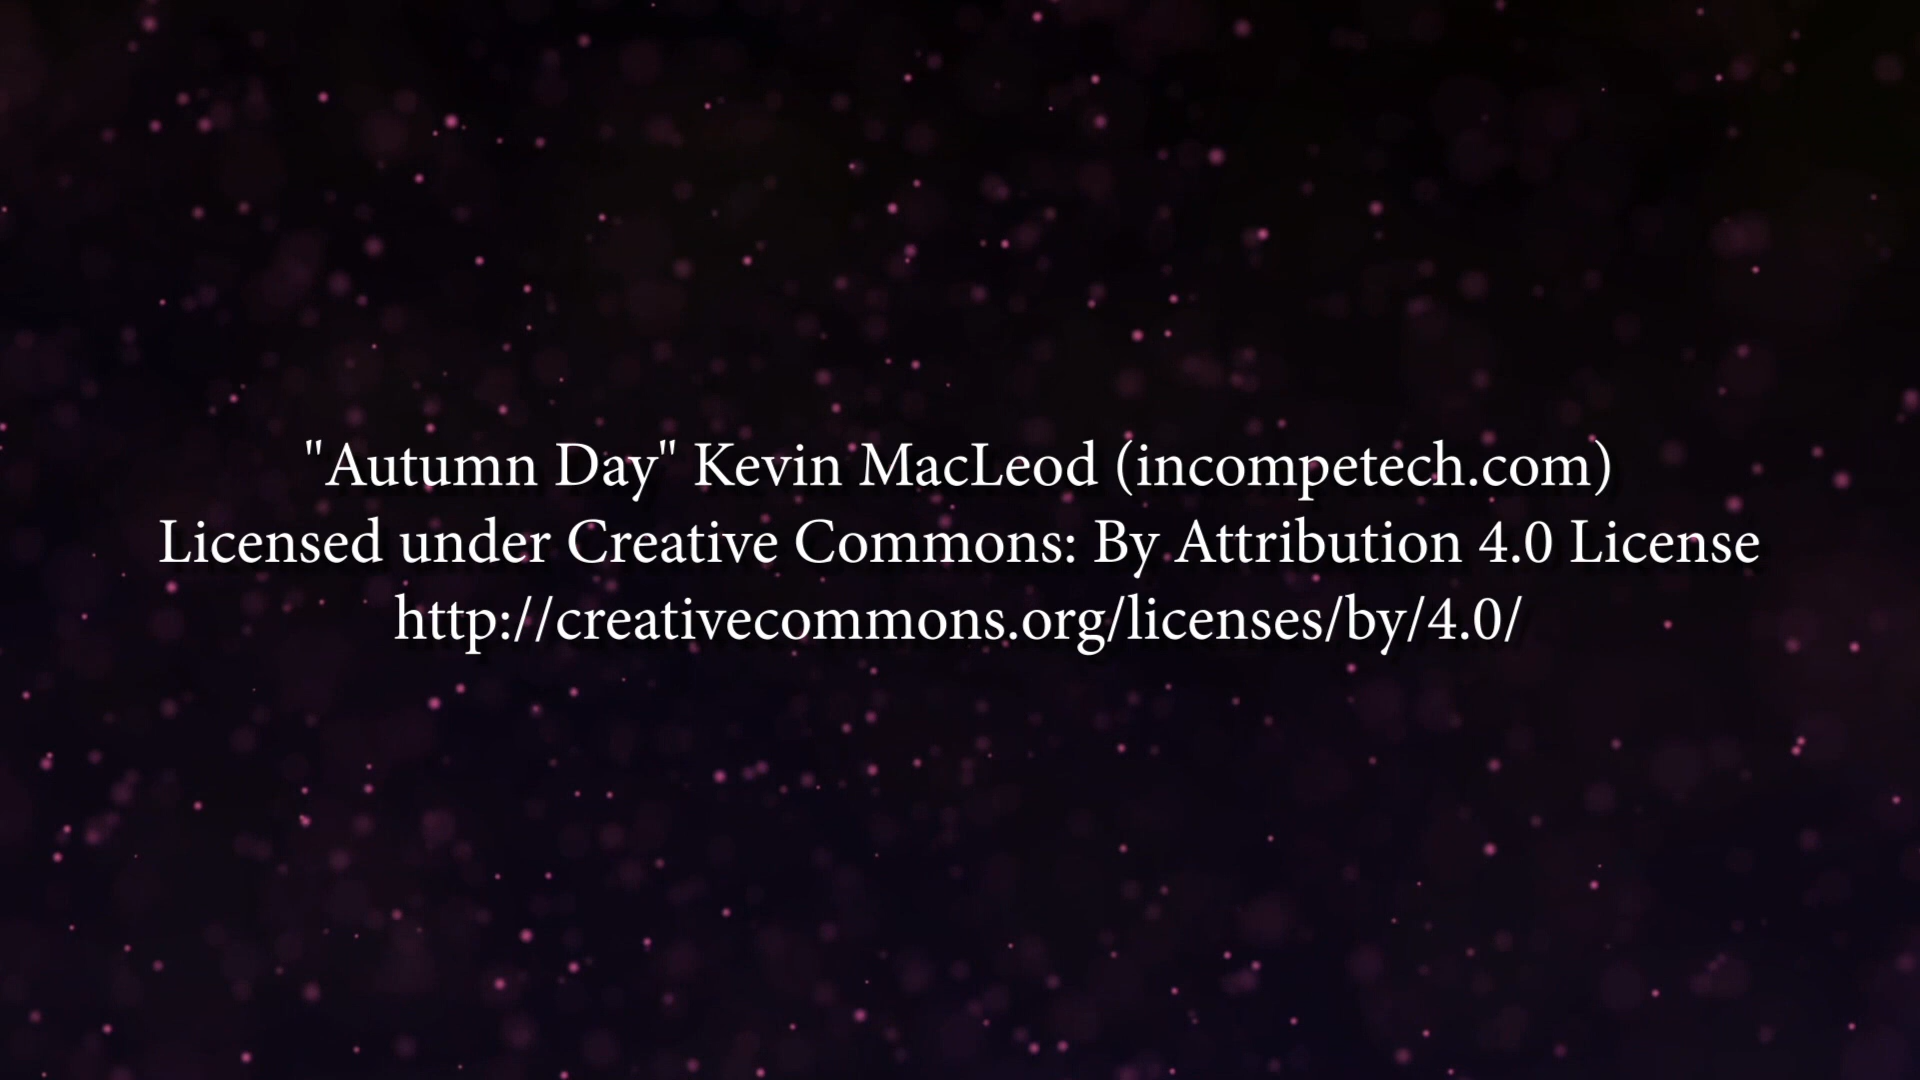 "Autumn Day" Kevin MacLeod (incompetech.com)
Licensed under Creative Commons: By Attribution 4.0 License
http://creativecommons.org/licenses/by/4.0/